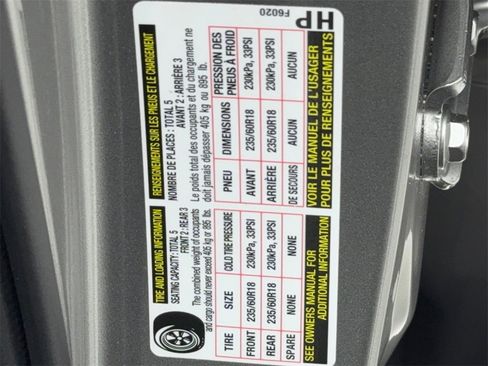 TIRE AND LOADING INFORMATION
SEATING CAPACITY: TOTAL 5
FRONT 2 : REAR 3
The combined weight of occupants
and cargo should never exceed 405 kg or 895 lbs.
TIRE SIZE COLD TIRE PRESSURE
FRONT 235/60R18 230kPa, 33PSI
REAR 235/60R18 230kPa, 33PSI
SPARE NONE NONE
SEE OWNERS MANUAL FOR
ADDITIONAL INFORMATION
RENSEIGNEMENTS SUR LES PNEUS ET LE CHARGEMENT
NOMBRE DE PLACES : TOTAL 5
AVANT 2 : ARRIÈRE 3
Le poids total des occupants et du chargement ne
doit jamais dépasser 405 kg ou 895 lb.
PNEU DIMENSIONS PRESSION DES
PNEUS À FROID
AVANT 235/60R18 230kPa, 33PSI
ARRIÈRE 235/60R18 230kPa, 33PSI
DE SECOURS AUCUN AUCUN
VOIR LE MANUEL DE L'USAGER
POUR PLUS DE RENSEIGNEMENTS
F6020
HP